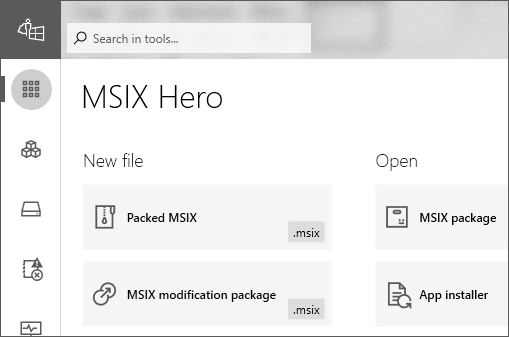 Search in tools...
MSIX Hero
New file
Open
Packed MSIX
.msix
MSIX package
MSIX modification package
.msix
App installer